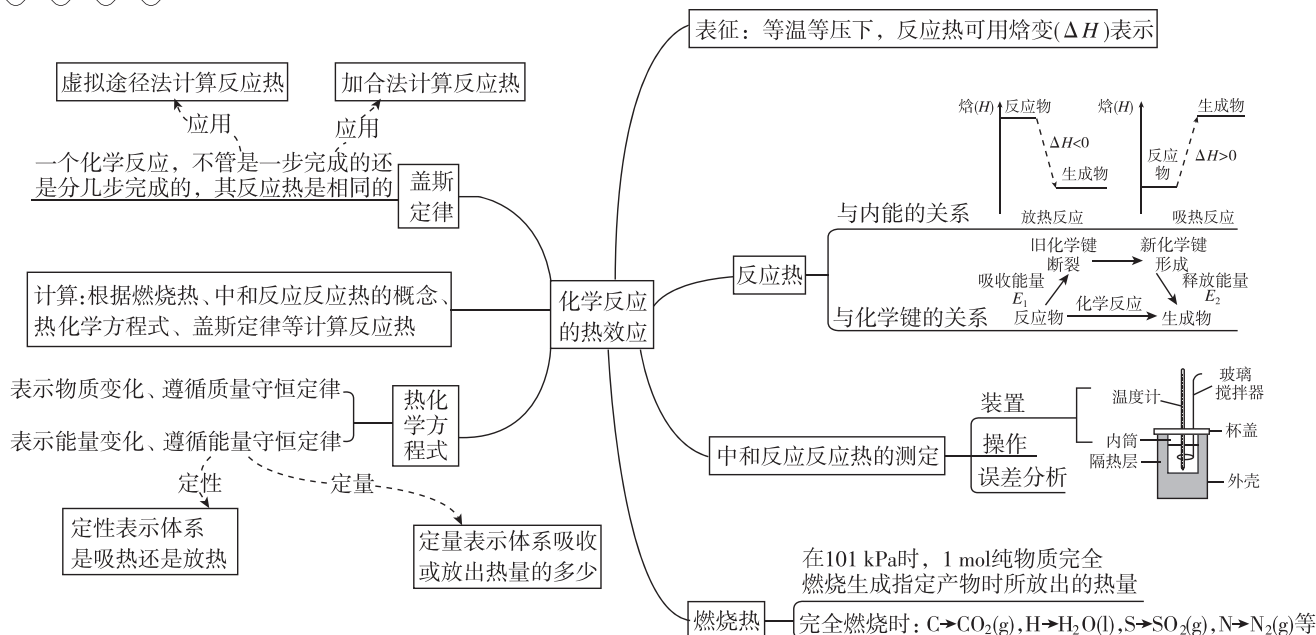 表征：等温等压下，反应热可用焓变(ΔH)表示
虚拟途径法计算反应热
加合法计算反应热
应用
应用
一个化学反应，不管是一步完成的还
是分几步完成的，其反应热是相同的
盖斯
定律
计算:根据燃烧热、中和反应反应热的概念、
热化学方程式、盖斯定律等计算反应热
表示物质变化、遵循质量守恒定律
表示能量变化、遵循能量守恒定律
热化
学方
程式
定性
定量
定性表示体系
是吸热还是放热
定量表示体系吸收
或放出热量的多少
化学反应
的热效应
反应热
与内能的关系
焓(H)
反应物
ΔH<0
生成物
放热反应
焓(H)
生成物
反应
物
ΔH>0
吸热反应
与化学键的关系
旧化学键
断裂
新化学键
形成
吸收能量
E₁
释放能量
E₂
反应物
化学反应
生成物
中和反应反应热的测定
装置
操作
误差分析
温度计
玻璃
搅拌器
杯盖
内筒
隔热层
外壳
燃烧热
在101 kPa时，1 mol纯物质完全
燃烧生成指定产物时所放出的热量
完全燃烧时：C→CO₂(g),H→H₂O(l),S→SO₂(g),N→N₂(g)等